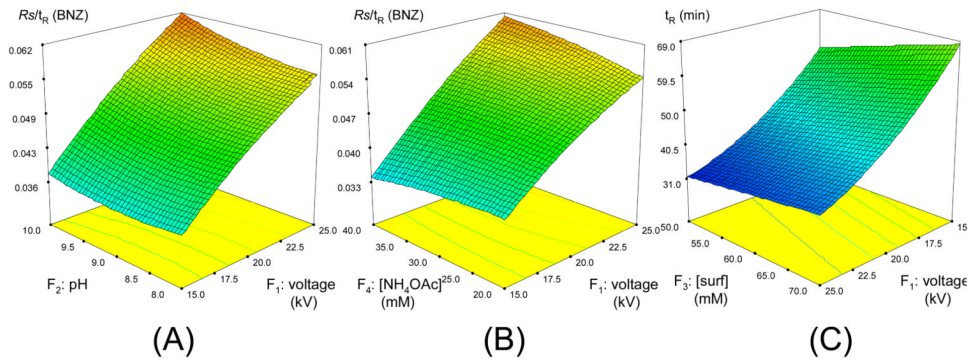 Rs/tR (BNZ)
0.062
0.055
0.049
0.043
0.036
10.0
9.5
9.0
8.5
8.0
F2: pH
25.0
22.5
20.0
17.5
15.0
F1: voltage
(kV)
(A)
Rs/tR (BNZ)
0.061
0.054
0.047
0.040
0.033
40.0
35.0
30.0
25.00
20.0
F4: [NH4OAc]
(mM)
25.0
22.5
20.0
17.5
15.0
F1: voltage
(kV)
(B)
tR (min)
69.0
59.5
50.0
40.5
31.0
50.0
55.0
60.0
65.0
70.0
F3: [surf]
(mM)
15
17.5
20.0
22.5
25.0
F1: voltage
(kV)
(C)